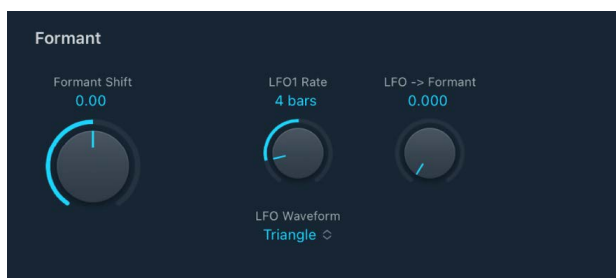 Formant
Formant Shift
0.00
LFO1 Rate
4 bars
LFO -> Formant
0.000
LFO Waveform
Triangle